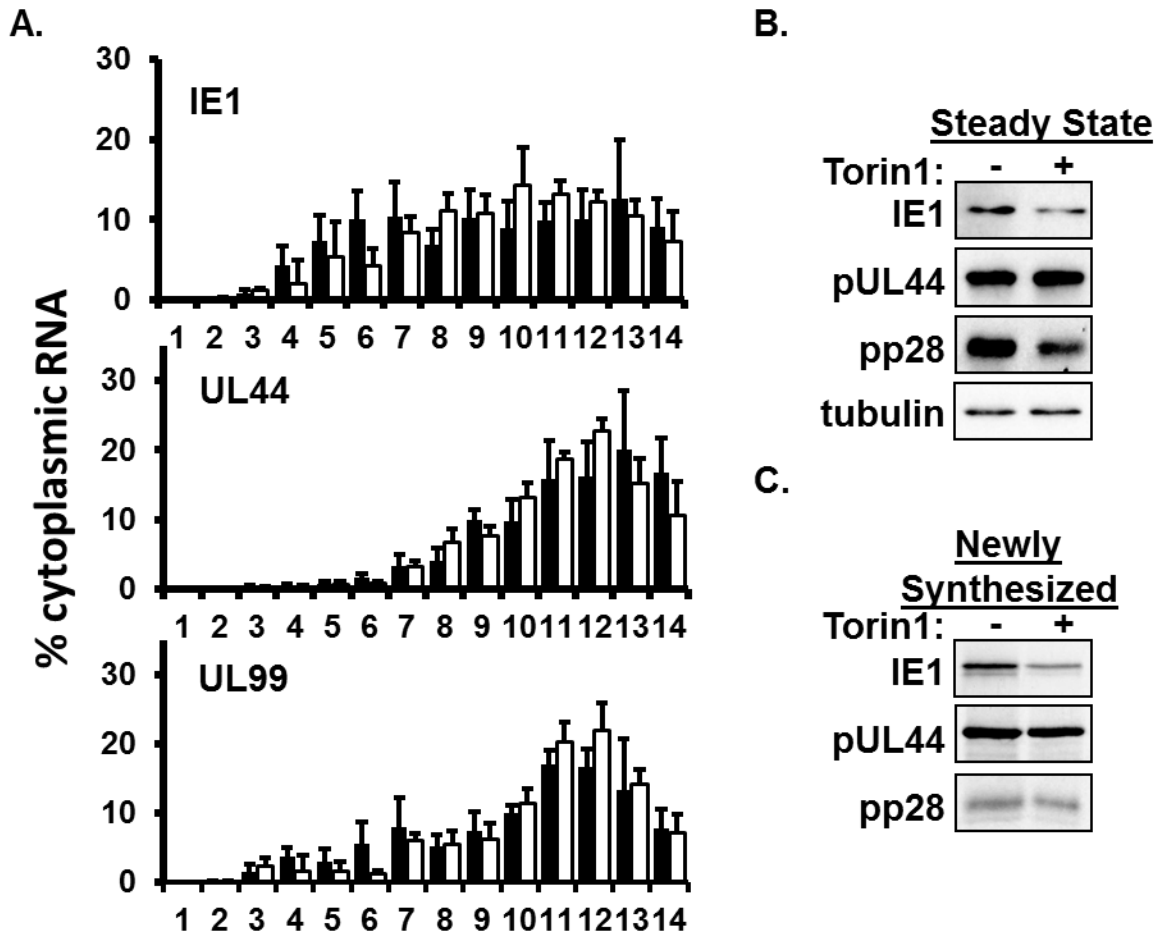 A.
30
IE1
20
10
0
1 2 3 4 5 6 7 8 9 10 11 12 13 14
30
UL44
20
10
0
1 2 3 4 5 6 7 8 9 10 11 12 13 14
30
UL99
20
10
0
1 2 3 4 5 6 7 8 9 10 11 12 13 14
% cytoplasmic RNA
B.
Steady State
Torin1: - +
IE1
pUL44
pp28
tubulin
C.
Newly
Synthesized
Torin1: - +
IE1
pUL44
pp28